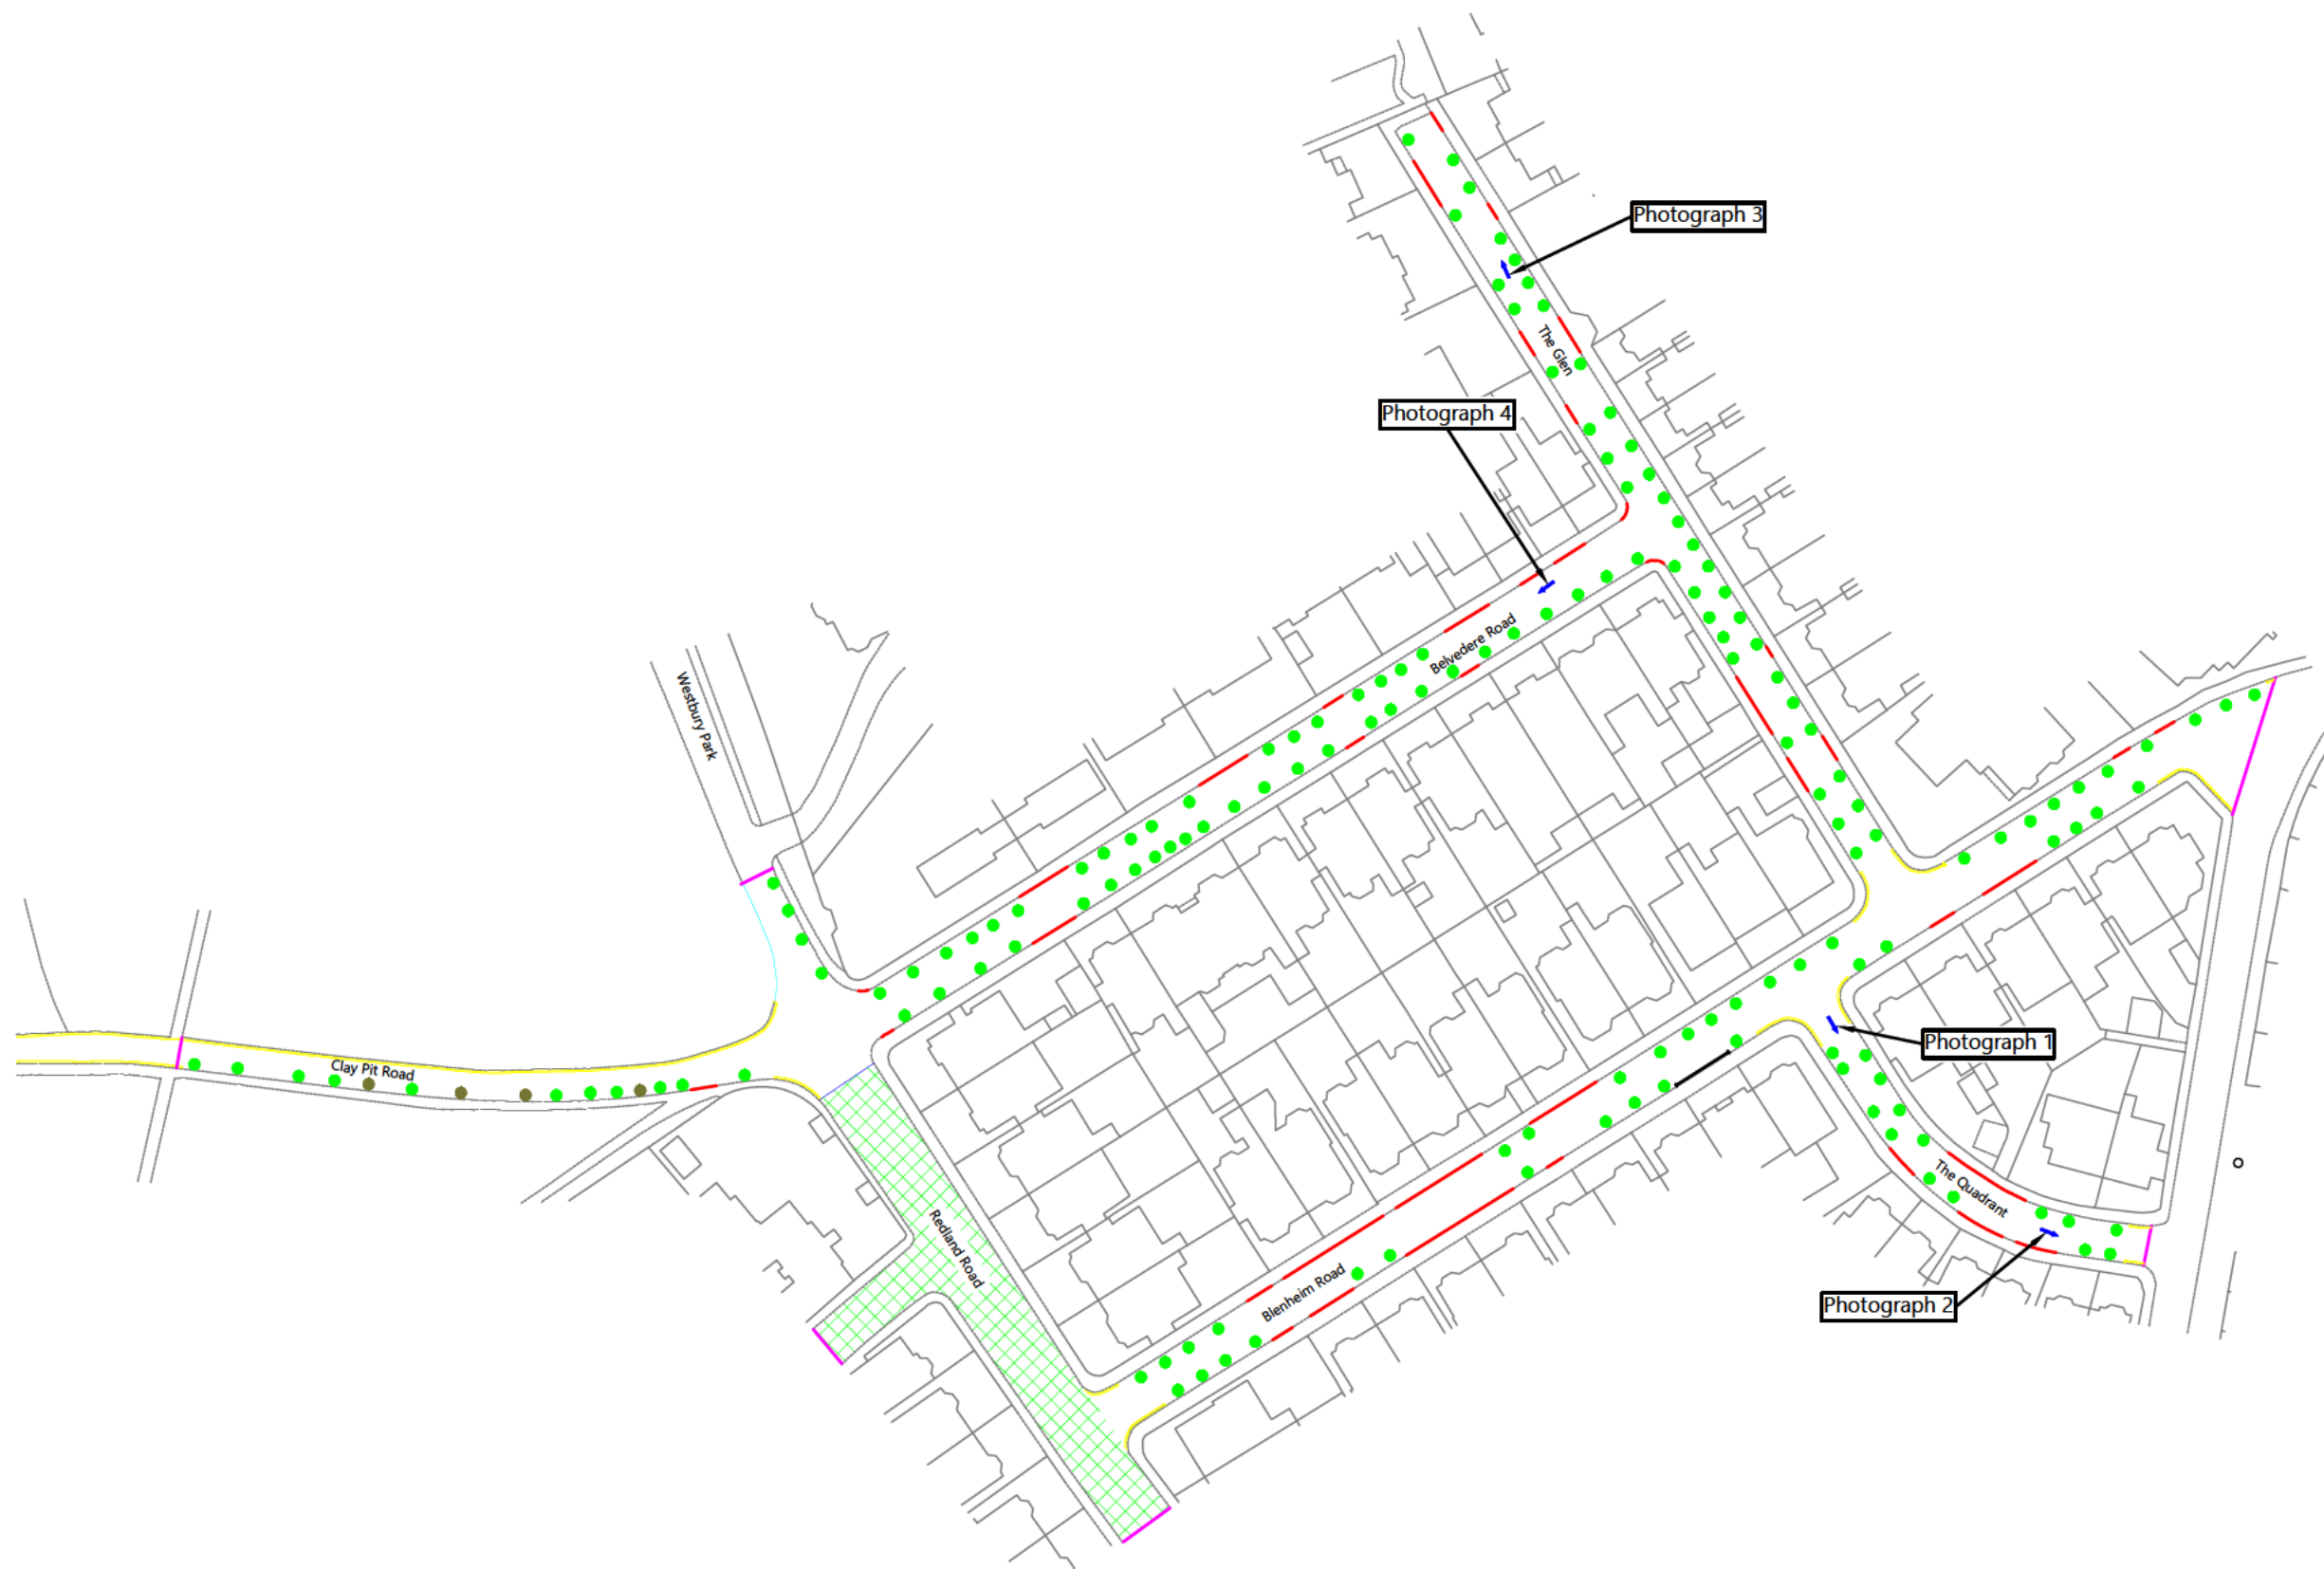 Photograph 3
The Glen
Photograph 4
Belvedere Road
Westbury Park
Clay Pit Road
Photograph 1
The Quadrant
Redland Road
Blenheim Road
Photograph 2